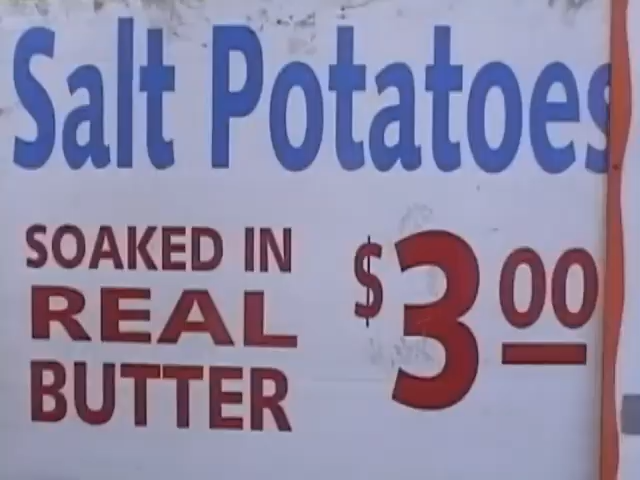 Salt Potatoes
SOAKED IN
REAL
BUTTER
$3.00